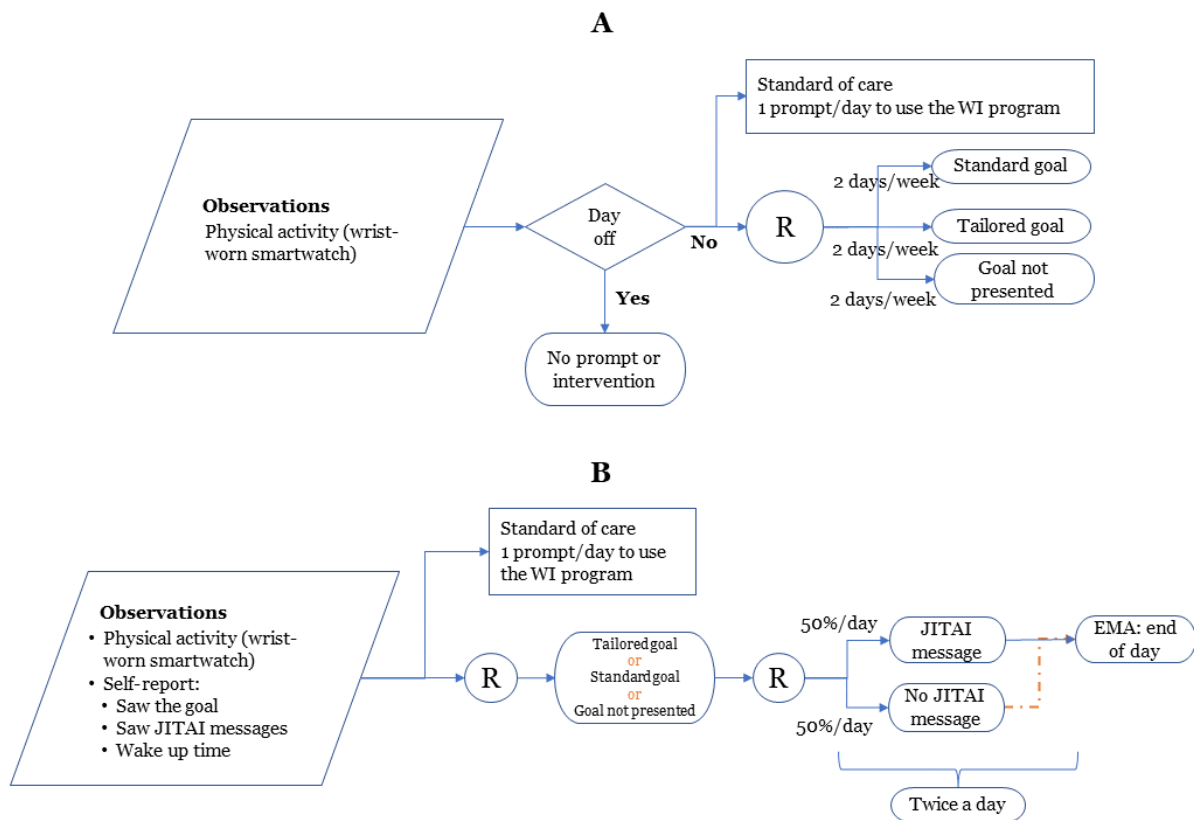 A
Standard of care
1 prompt/day to use the WI program
Observations
Physical activity (wrist-
worn smartwatch)
Day
off
No
Yes
No prompt or
intervention
R
2 days/week
Standard goal
2 days/week
Tailored goal
2 days/week
Goal not
presented
B
Standard of care
1 prompt/day to use
the WI program
Observations
• Physical activity (wrist-
worn smartwatch)
• Self-report:
• Saw the goal
• Saw JITAI messages
• Wake up time
R
Tailored goal
or
Standard goal
or
Goal not presented
R
50%/day
JITAI
message
50%/day
No JITAI
message
EMA: end
of day
Twice a day